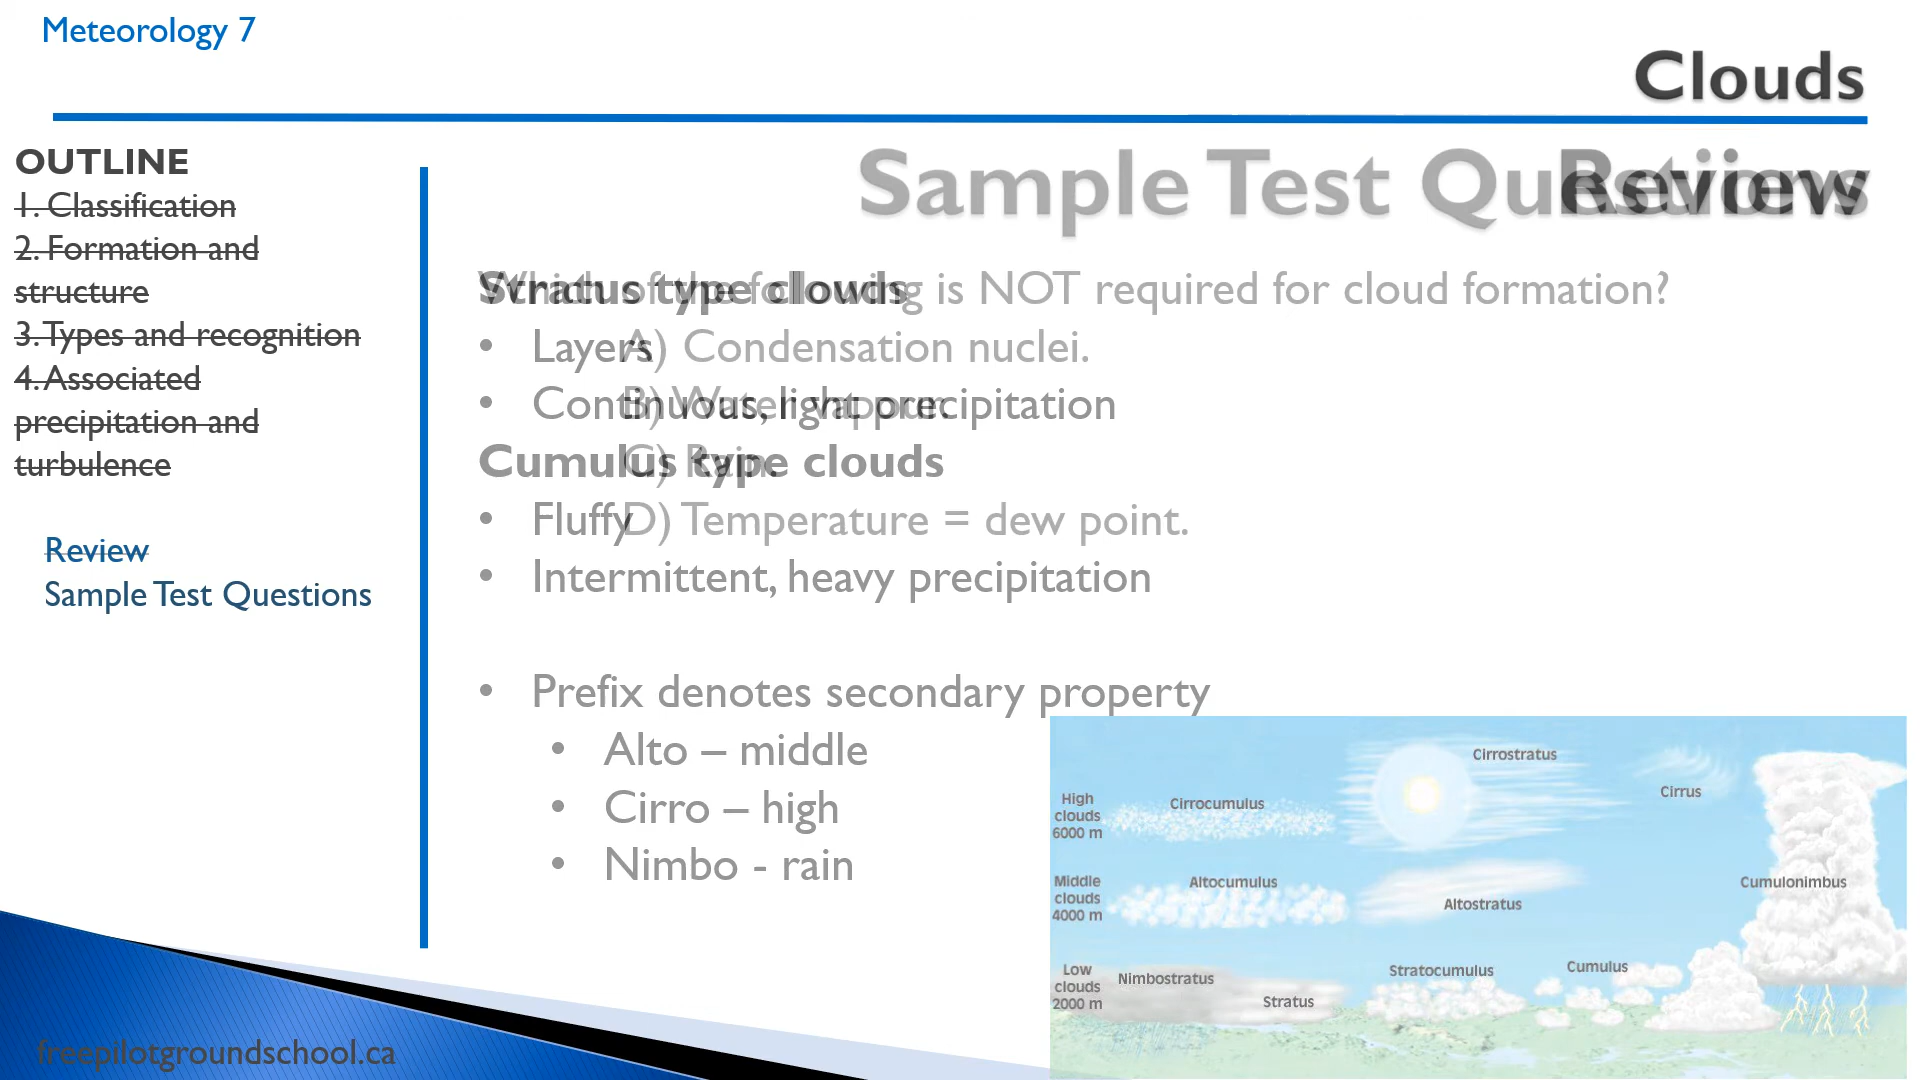 Meteorology 7
Clouds
OUTLINE
1. Classification
2. Formation and
structure
3. Types and recognition
4. Associated
precipitation and
turbulence
Review
Sample Test Questions
Sample Test Questions
Review
Which of the following is NOT required for cloud formation?
A) Condensation nuclei.
B) Water vapour.
C) Rain.
D) Temperature = dew point.
Stratus type clouds
• Layers
• Continuous, light precipitation
Cumulus type clouds
• Fluffy
• Intermittent, heavy precipitation
• Prefix denotes secondary property
• Alto – middle
• Cirro – high
• Nimbo - rain
Cirrostratus
Cirrus
High
clouds
6000 m
Cirrocumulus
Middle
clouds
4000 m
Altocumulus
Altostratus
Cumulonimbus
Low
clouds
2000 m
Nimbostratus
Stratus
Stratocumulus
Cumulus
freepilotgroundschool.ca